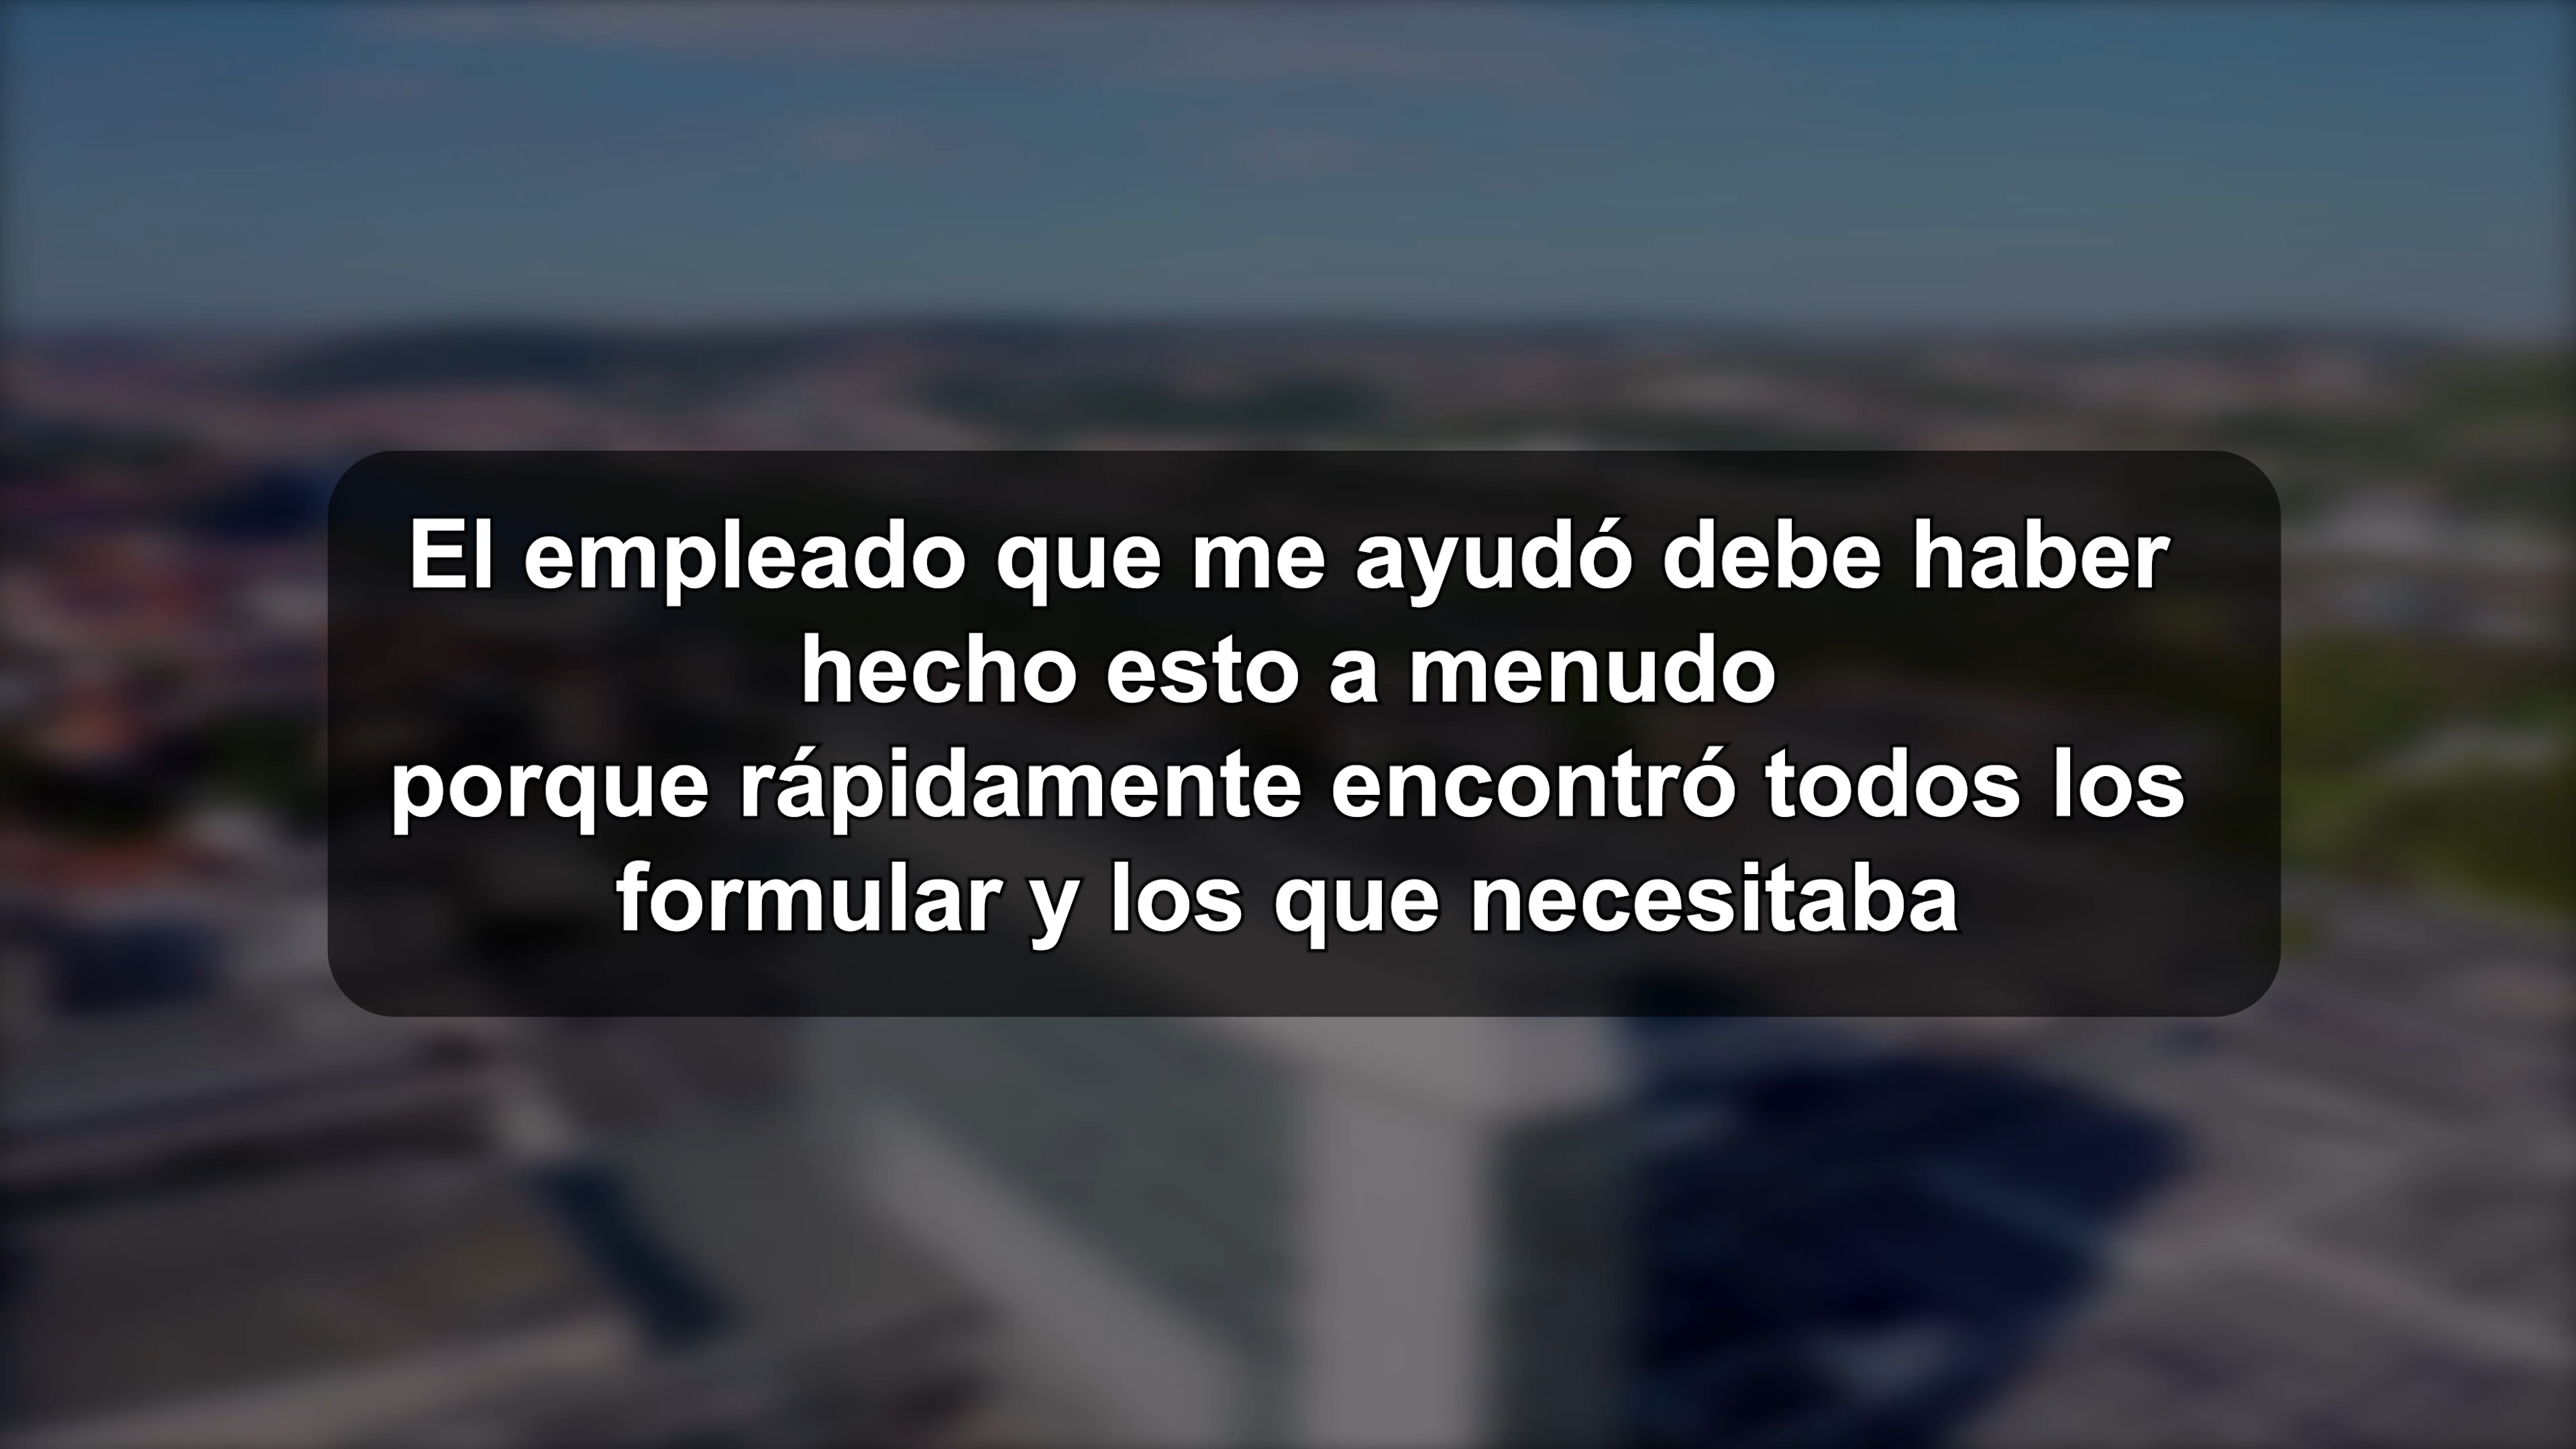 El empleado que me ayudó debe haber
hecho esto a menudo
porque rápidamente encontró todos los
formular y los que necesitaba